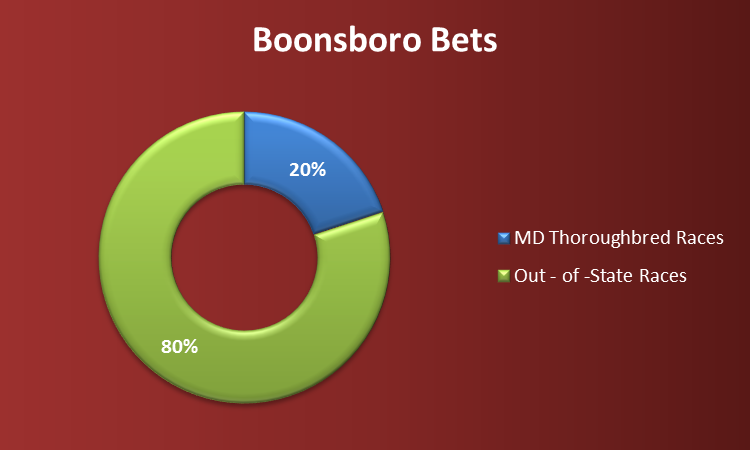 Boonsboro Bets
20%
MD Thoroughbred Races
Out - of -State Races
80%